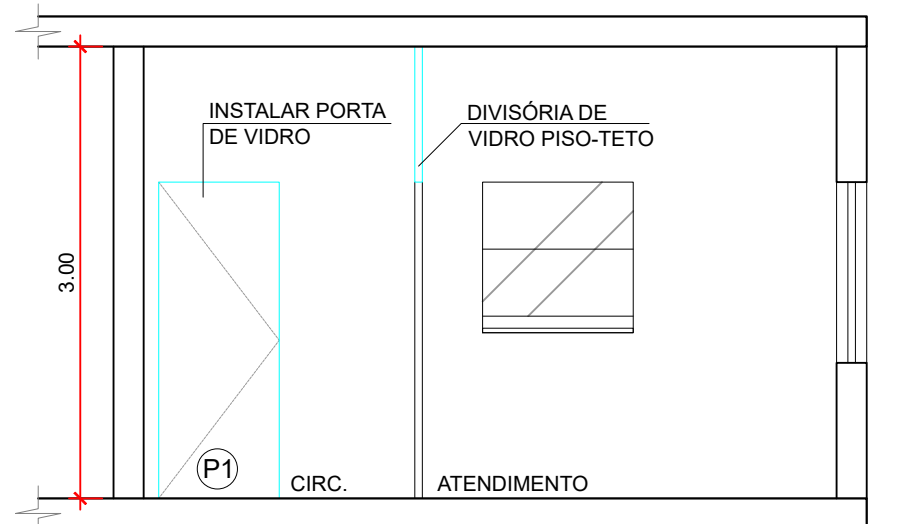 INSTALAR PORTA
DE VIDRO
DIVISÓRIA DE
VIDRO PISO-TETO
3.00
P1
CIRC.
ATENDIMENTO